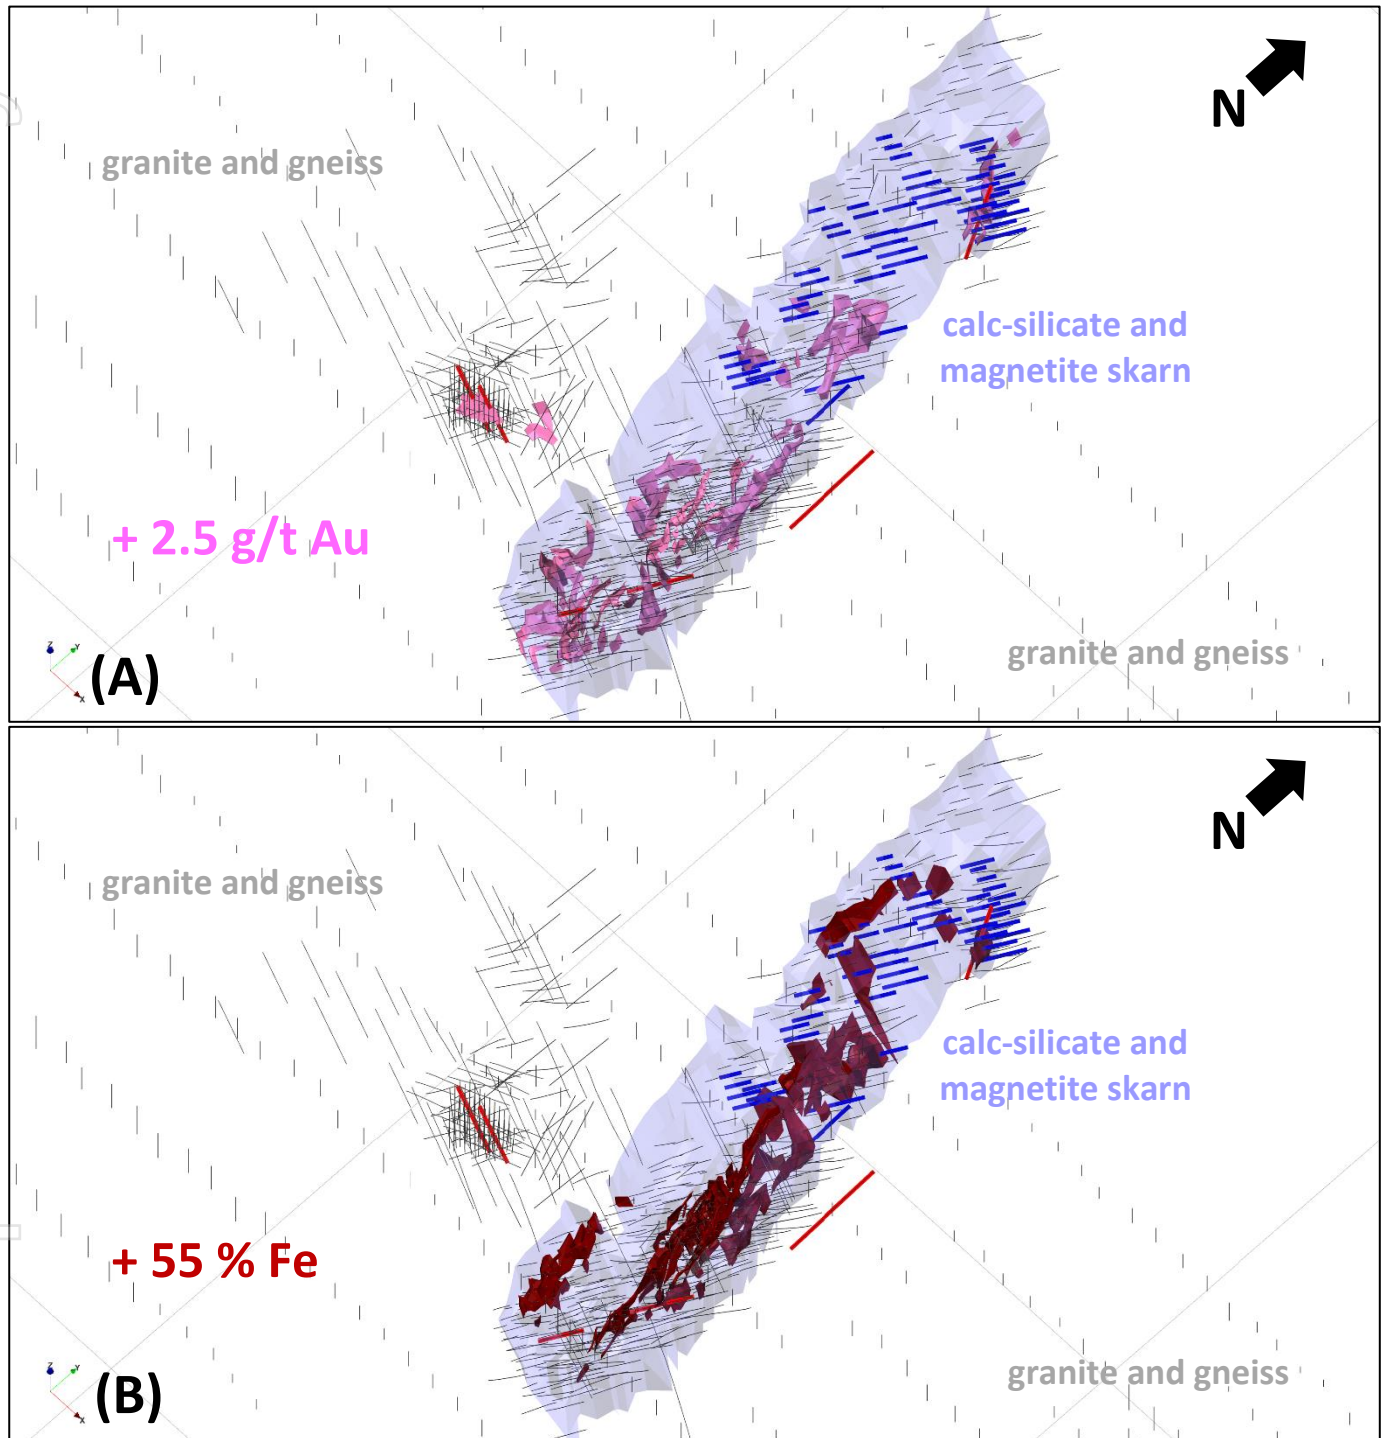 N
granite and gneiss
calc-silicate and
magnetite skarn
+ 2.5 g/t Au
granite and gneiss
Z
Y
X
(A)
N
granite and gneiss
calc-silicate and
magnetite skarn
+ 55 % Fe
granite and gneiss
Z
Y
X
(B)